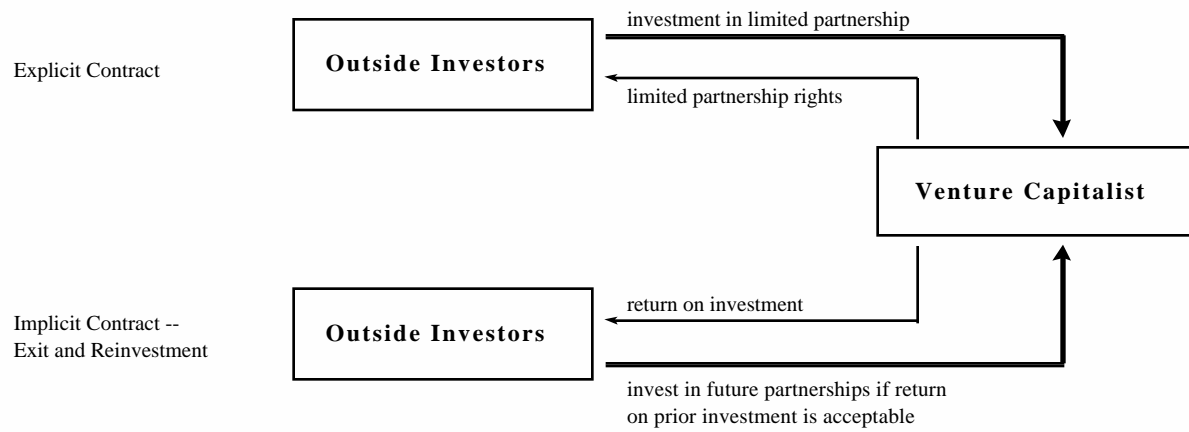 investment in limited partnership
Explicit Contract
Outside Investors
limited partnership rights
Venture Capitalist
return on investment
Implicit Contract --
Exit and Reinvestment
Outside Investors
invest in future partnerships if return
on prior investment is acceptable